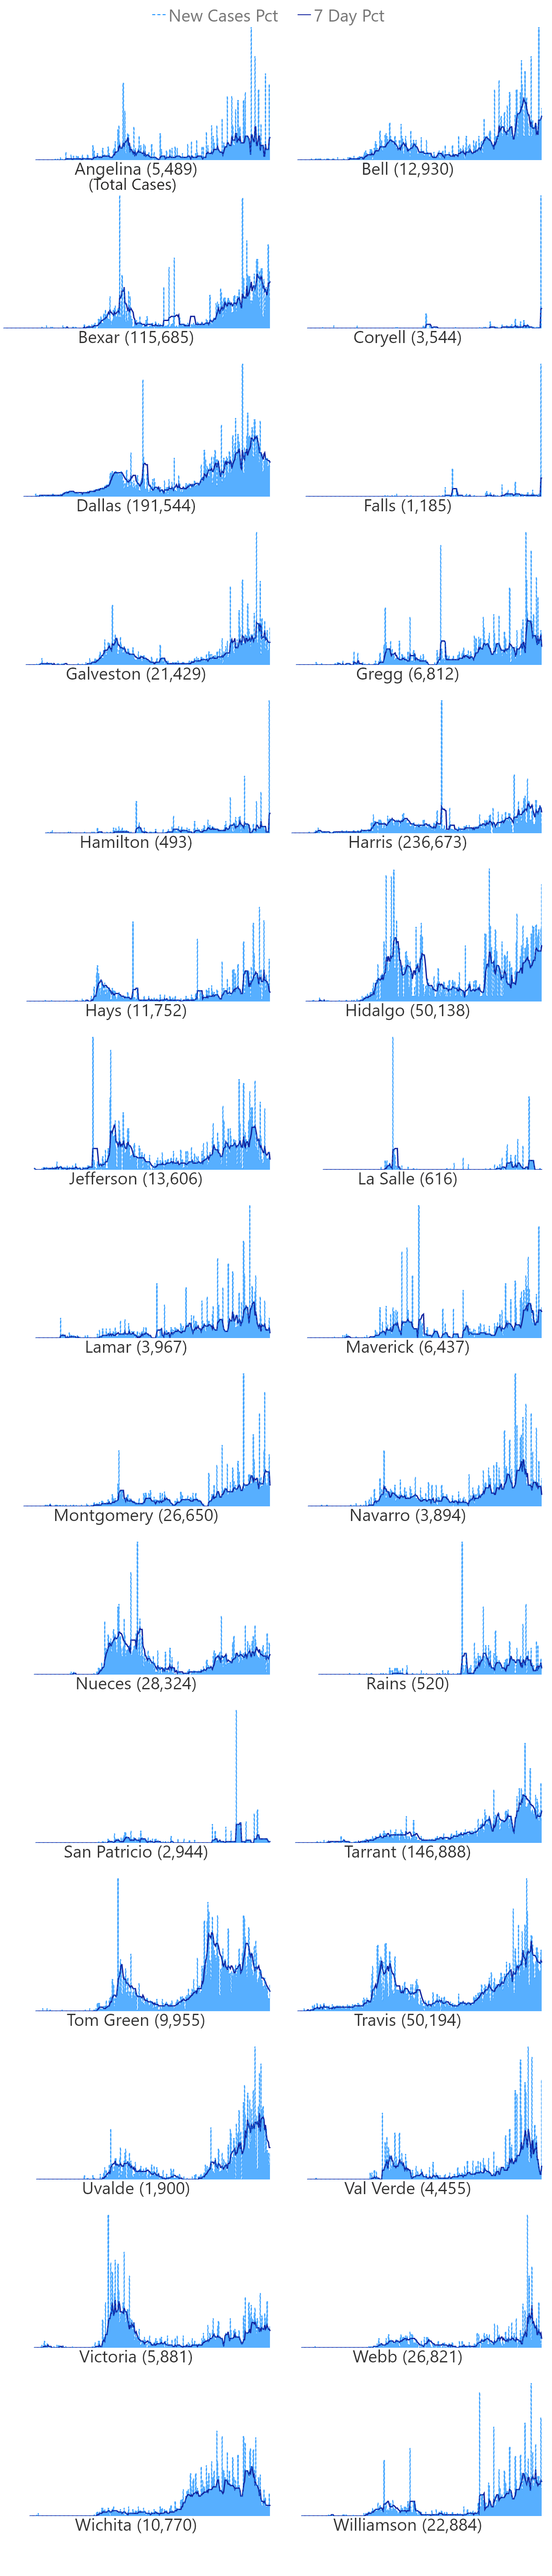 New Cases Pct 7 Day Pct
Angelina (5,489) Bell (12,930)
(Total Cases)
Bexar (115,685) Coryell (3,544)
Dallas (191,544) Falls (1,185)
Galveston (21,429) Gregg (6,812)
Hamilton (493) Harris (236,673)
Hays (11,752) Hidalgo (50,138)
Jefferson (13,606) La Salle (616)
Lamar (3,967) Maverick (6,437)
Montgomery (26,650) Navarro (3,894)
Nueces (28,324) Rains (520)
San Patricio (2,944) Tarrant (146,888)
Tom Green (9,955) Travis (50,194)
Uvalde (1,900) Val Verde (4,455)
Victoria (5,881) Webb (26,821)
Wichita (10,770) Williamson (22,884)